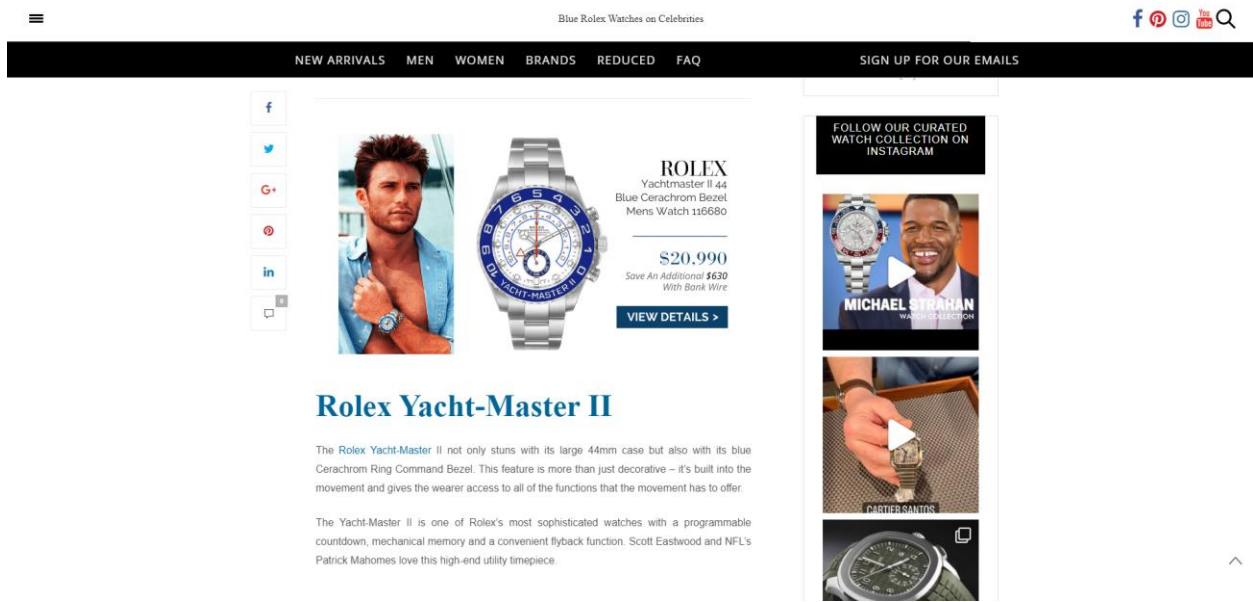 Blue Rolex Watches on Celebrities
You Tube
NEW ARRIVALS MEN WOMEN BRANDS REDUCED FAQ SIGN UP FOR OUR EMAILS
f
G+
in
0
ROLEX
Yachtmaster II 44
Blue Cerachrom Bezel
Mens Watch 116680
$20.990
Save An Additional $630
With Bank Wire
VIEW DETAILS >
YACHT-MASTER II
Rolex Yacht-Master II
The Rolex Yacht-Master II not only stuns with its large 44mm case but also with its blue
Cerachrom Ring Command Bezel. This feature is more than just decorative – it's built into the
movement and gives the wearer access to all of the functions that the movement has to offer.
The Yacht-Master II is one of Rolex's most sophisticated watches with a programmable
countdown, mechanical memory and a convenient flyback function. Scott Eastwood and NFL's
Patrick Mahomes love this high-end utility timepiece.
FOLLOW OUR CURATED
WATCH COLLECTION ON
INSTAGRAM
MICHAEL STRAHAN
WATCH COLLECTION
CARTIER SANTOS